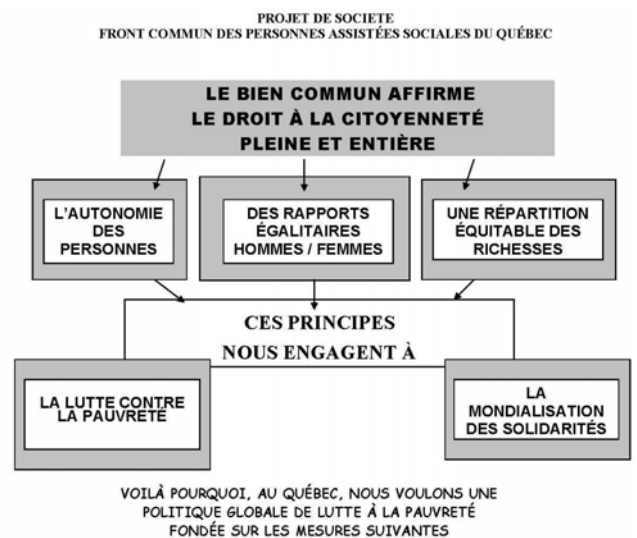 PROJET DE SOCIETE
FRONT COMMUN DES PERSONNES ASSISTÉES SOCIALES DU QUÉBEC
LE BIEN COMMUN AFFIRME
LE DROIT À LA CITOYENNETÉ
PLEINE ET ENTIÈRE
L'AUTONOMIE
DES
PERSONNES
DES RAPPORTS
ÉGALITAIRES
HOMMES / FEMMES
UNE RÉPARTITION
ÉQUITABLE DES
RICHESSES
CES PRINCIPES
NOUS ENGAGENT À
LA LUTTE CONTRE
LA PAUVRETÉ
LA
MONDIALISATION
DES SOLIDARITÉS
VOILÀ POURQUOI, AU QUÉBEC, NOUS VOULONS UNE
POLITIQUE GLOBALE DE LUTTE À LA PAUVRETÉ
FONDÉE SUR LES MESURES SUIVANTES